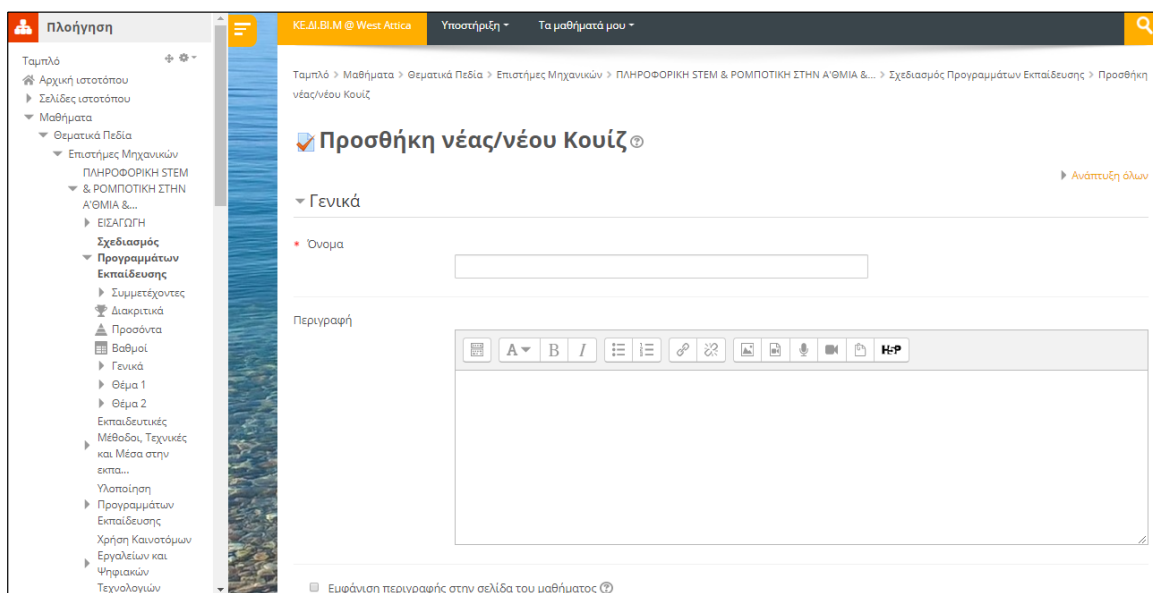 Πλοήγηση
Ταμπλό
Αρχική ιστοτόπου
Σελίδες ιστοτόπου
Μαθήματα
Θεματικά Πεδία
Επιστήμες Μηχανικών
ΠΛΗΡΟΦΟΡΙΚΗ STEM
& ΡΟΜΠΟΤΙΚΗ ΣΤΗΝ
Α'ΘΜΙΑ &...
ΕΙΣΑΓΩΓΗ
Σχεδιασμός
Προγραμμάτων
Εκπαίδευσης
Συμμετέχοντες
Διακριτικά
Προσόντα
Βαθμοί
Γενικά
Θέμα 1
Θέμα 2
Εκπαιδευτικές
Μέθοδοι, Τεχνικές
και Μέσα στην
εκπα...
Υλοποίηση
Προγραμμάτων
Εκπαίδευσης
Χρήση Καινοτόμων
Εργαλείων και
Ψηφιακών
Τεχνολογιών
ΚΕ.ΔΙ.ΒΙ.Μ @ West Attica Υποστήριξη Τα μαθήματά μου
Ταμπλό > Μαθήματα > Θεματικά Πεδία > Επιστήμες Μηχανικών > ΠΛΗΡΟΦΟΡΙΚΗ STEM & ΡΟΜΠΟΤΙΚΗ ΣΤΗΝ Α'ΘΜΙΑ &... > Σχεδιασμός Προγραμμάτων Εκπαίδευσης > Προσθήκη
νέας/νέου Κουίζ
Προσθήκη νέας/νέου Κουίζ
Ανάπτυξη όλων
Γενικά
* Όνομα
Περιγραφή
A B I H5P
Εμφάνιση περιγραφής στην σελίδα του μαθήματος